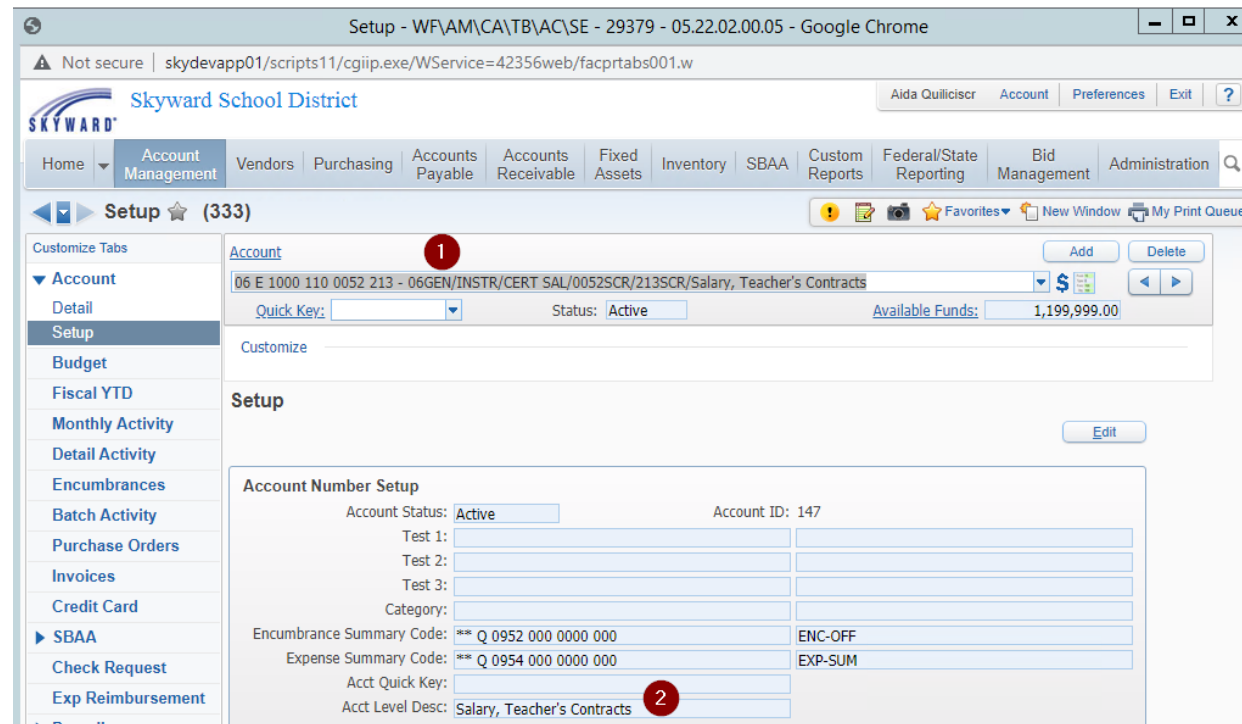 Setup - WF\AM\CA\TB\AC\SE - 29379 - 05.22.02.00.05 - Google Chrome
Not secure | skydevapp01/scripts11/cgiip.exe/WService=42356web/facprtabs001.w
SKYWARD
Skyward School District
Aida Quiliciscr Account Preferences Exit ?
Home Account Management Vendors Purchasing Accounts Payable Accounts Receivable Fixed Assets Inventory SBAA Custom Reports Federal/State Reporting Bid Management Administration
Setup (333)
Favorites New Window My Print Queue
Customize Tabs
Account
Detail
Setup
Budget
Fiscal YTD
Monthly Activity
Detail Activity
Encumbrances
Batch Activity
Purchase Orders
Invoices
Credit Card
SBAA
Check Request
Exp Reimbursement
Account 1 Add Delete
06 E 1000 110 0052 213 - 06GEN/INSTR/CERT SAL/0052SCR/213SCR/Salary, Teacher's Contracts
Quick Key: Status: Active Available Funds: 1,199,999.00
Customize
Setup
Edit
Account Number Setup
Account Status: Active Account ID: 147
Test 1:
Test 2:
Test 3:
Category:
Encumbrance Summary Code: ** Q 0952 000 0000 000 ENC-OFF
Expense Summary Code: ** Q 0954 000 0000 000 EXP-SUM
Acct Quick Key:
Acct Level Desc: Salary, Teacher's Contracts 2